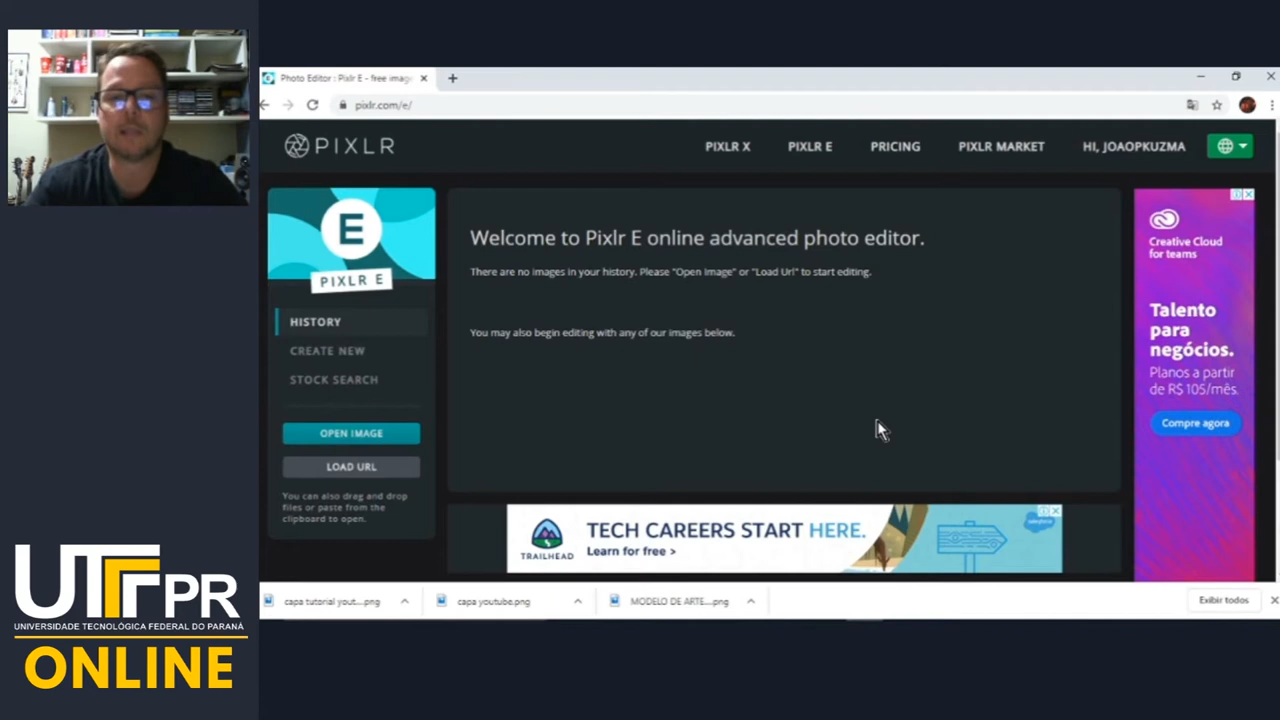 Photo Editor : Pixlr E - free imag
pixlr.com/e/
PIXLR
PIXLR X
PIXLR E
PRICING
PIXLR MARKET
HI, JOAOPKUZMA
E
PIXLR E
HISTORY
CREATE NEW
STOCK SEARCH
OPEN IMAGE
LOAD URL
You can also drag and drop
files or paste from the
clipboard to open.
Welcome to Pixlr E online advanced photo editor.
There are no images in your history. Please "Open Image" or "Load Url" to start editing.
You may also begin editing with any of our images below.
Creative Cloud
for teams
Talento
para
negócios.
Planos a partir
de R$ 105/mês.
Compre agora
TRAILHEAD
TECH CAREERS START HERE.
Learn for free >
salesforce
capa tutorial yout....png
capa youtube.png
MODELO DE ARTE....png
Exibir todos
UTFPR
UNIVERSIDADE TECNOLÓGICA FEDERAL DO PARANÁ
ONLINE